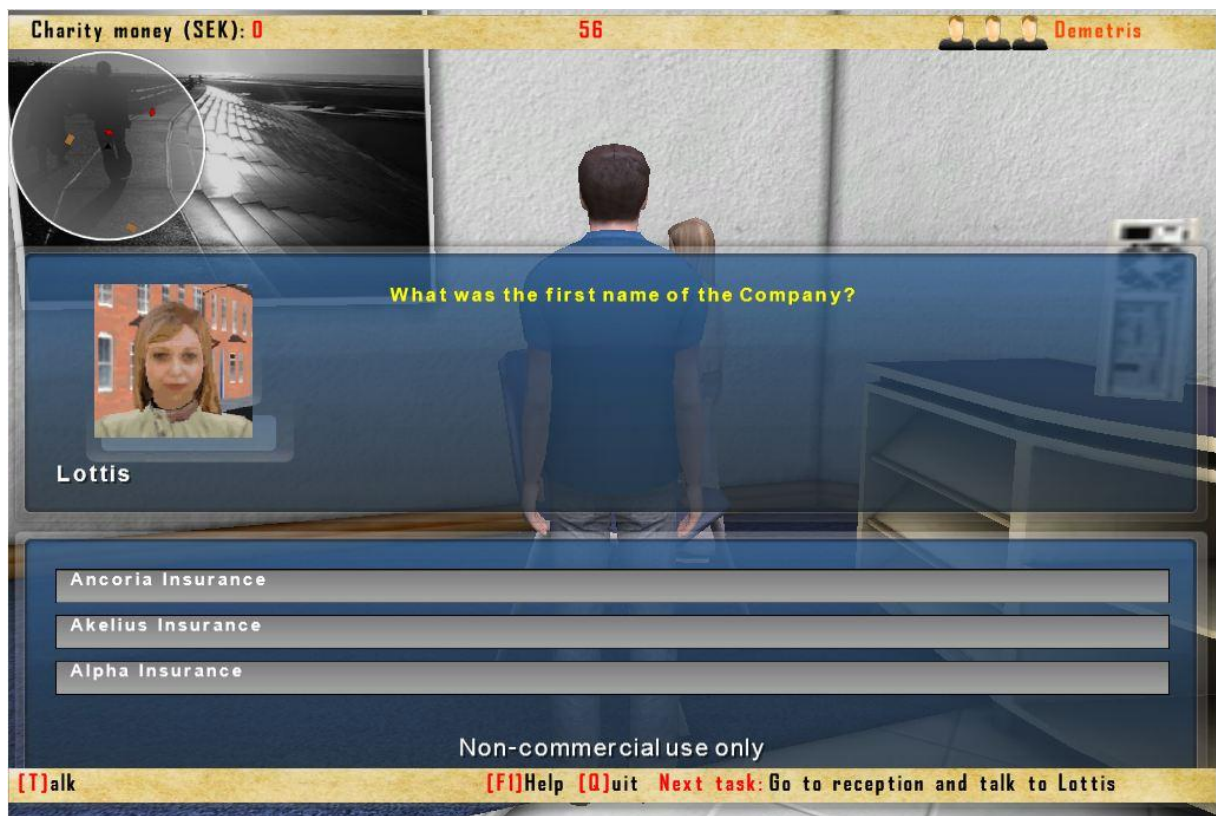 Charity money (SEK): 0 56 Demetris
What was the first name of the Company?
Lottis
Ancoria Insurance
Akelius Insurance
Alpha Insurance
Non-commercial use only
[T]alk [F1]Help [Q]uit Next task: Go to reception and talk to Lottis